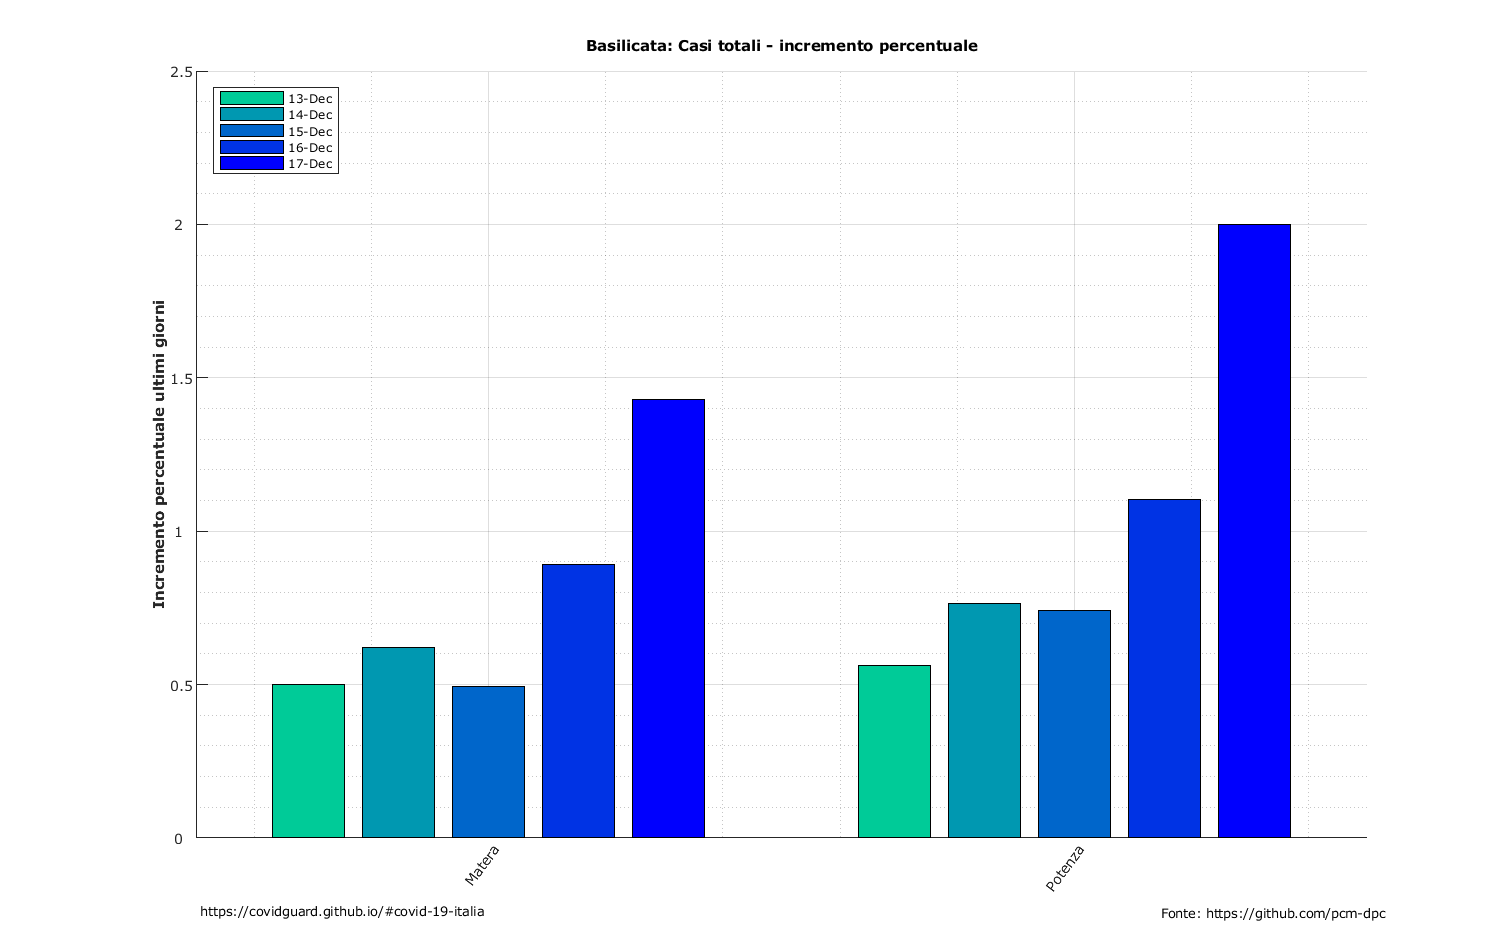 Basilicata: Casi totali - incremento percentuale
2.5
2
1.5
1
0.5
0
Incremento percentuale ultimi giorni
13-Dec
14-Dec
15-Dec
16-Dec
17-Dec
Matera
Potenza
https://covidguard.github.io/#covid-19-italia
Fonte: https://github.com/pcm-dpc